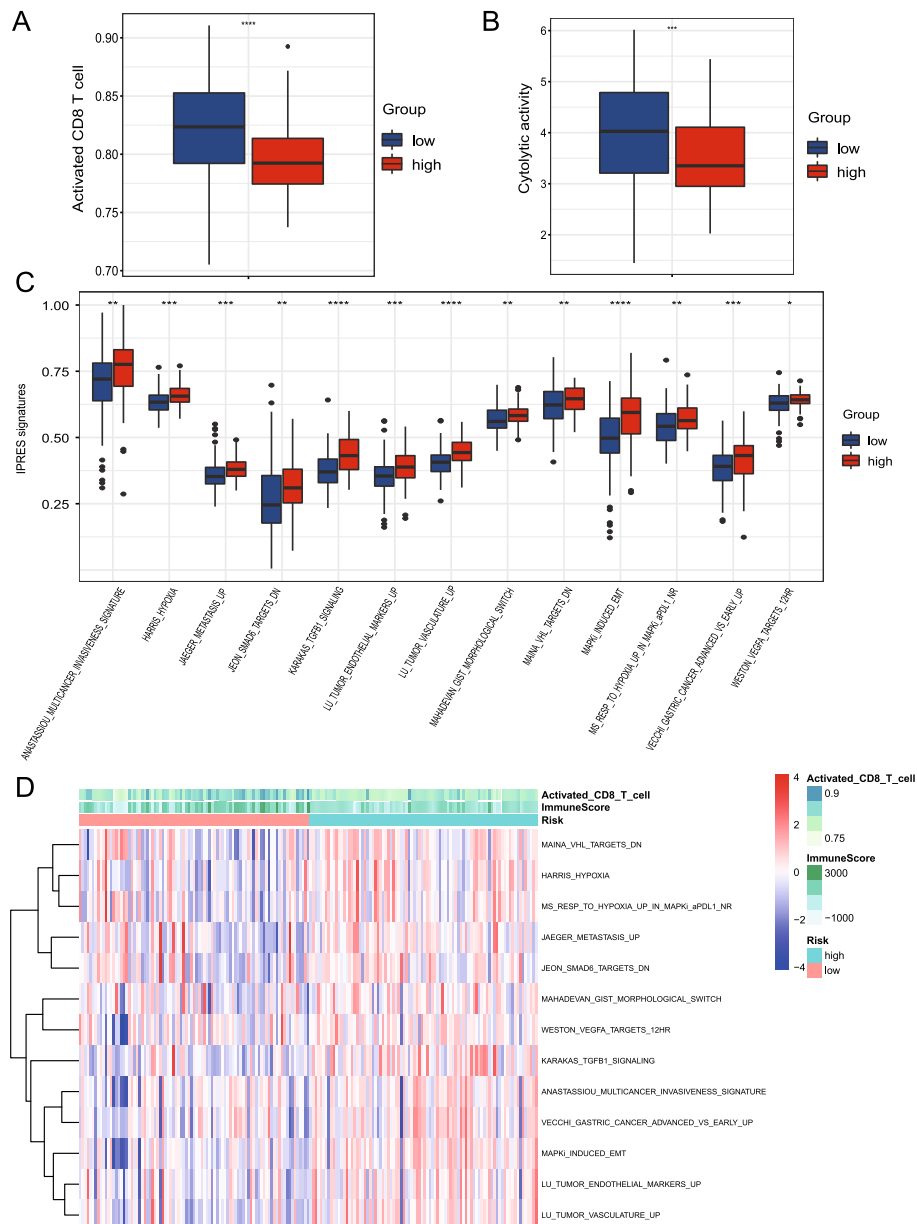 A
****
0.90
0.85
0.80
0.75
0.70
Activated CD8 T cell
Group
low
high
B
***
6
5
4
3
2
Cytolytic activity
Group
low
high
C
** *** *** ** **** *** **** ** ** **** ** *** *
1.00
0.75
0.50
0.25
IPRES signatures
Group
low
high
ANASTASSIOU_MULTICANCER_INVASIVENESS_SIGNATURE
HARRIS_HYPOXIA
JAEGER_METASTASIS_UP
JEON_SMAD6_TARGETS_DN
KARAKAS_TGFB1_SIGNALING
LU_TUMOR_ENDOTHELIAL_MARKERS_UP
LU_TUMOR_VASCULATURE_UP
MAHADEVAN_GIST_MORPHOLOGICAL_SWITCH
MAINA_VHL_TARGETS_DN
MAPKi_INDUCED_EMT
MS_RESP_TO_HYPOXIA_UP_IN_MAPKi_aPDL1_NR
VECCHI_GASTRIC_CANCER_ADVANCED_VS_EARLY_UP
WESTON_VEGFA_TARGETS_12HR
D
Activated_CD8_T_cell
ImmuneScore
Risk
MAINA_VHL_TARGETS_DN
HARRIS_HYPOXIA
MS_RESP_TO_HYPOXIA_UP_IN_MAPKi_aPDL1_NR
JAEGER_METASTASIS_UP
JEON_SMAD6_TARGETS_DN
MAHADEVAN_GIST_MORPHOLOGICAL_SWITCH
WESTON_VEGFA_TARGETS_12HR
KARAKAS_TGFB1_SIGNALING
ANASTASSIOU_MULTICANCER_INVASIVENESS_SIGNATURE
VECCHI_GASTRIC_CANCER_ADVANCED_VS_EARLY_UP
MAPKi_INDUCED_EMT
LU_TUMOR_ENDOTHELIAL_MARKERS_UP
LU_TUMOR_VASCULATURE_UP
4
2
0
−2
−4
Activated_CD8_T_cell
0.9
0.75
ImmuneScore
3000
−1000
Risk
high
low